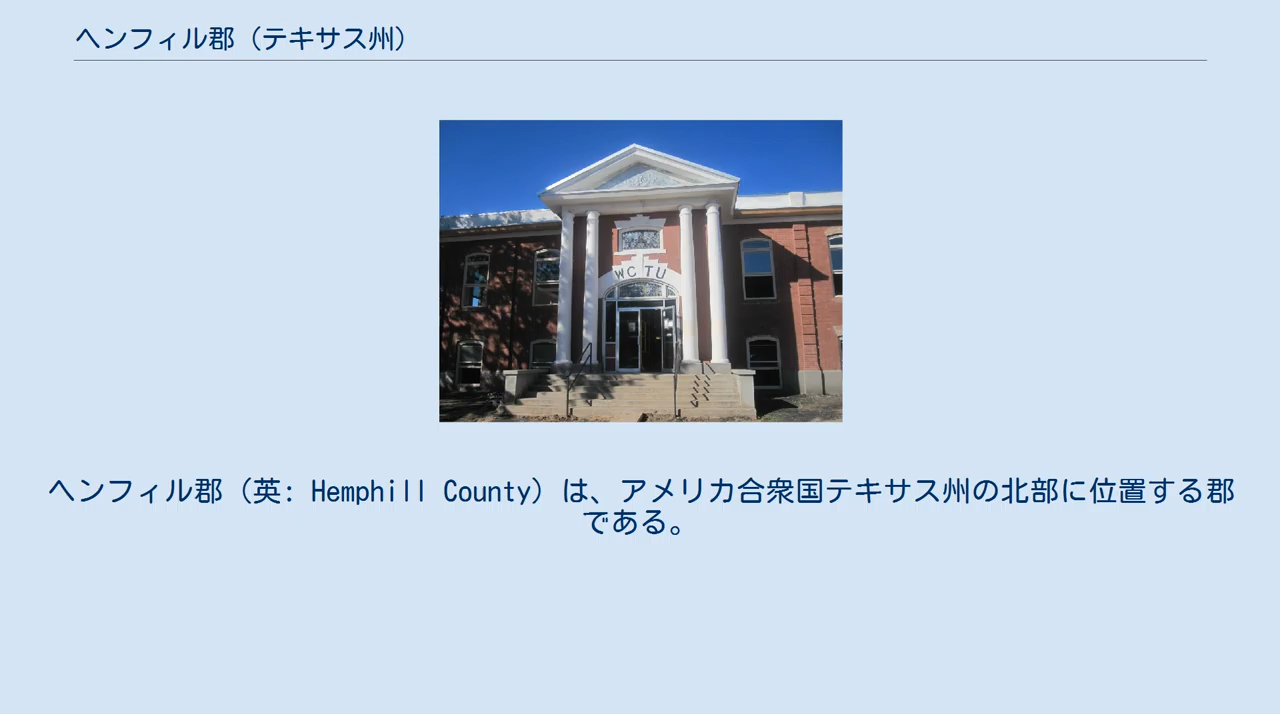 ヘンフィル郡（テキサス州）
WCTU
ヘンフィル郡（英: Hemphill County）は、アメリカ合衆国テキサス州の北部に位置する郡
である。